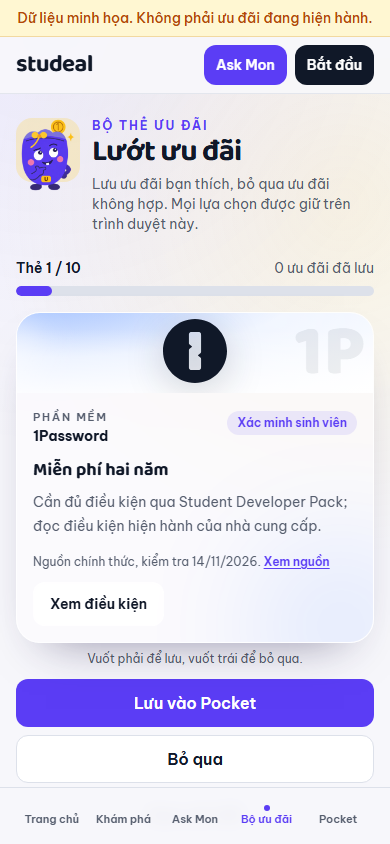 Dữ liệu minh họa. Không phải ưu đãi đang hiện hành.
studeal
Ask Mon
Bắt đầu
BỘ THẺ ƯU ĐÃI
Lướt ưu đãi
Lưu ưu đãi bạn thích, bỏ qua ưu đãi
không hợp. Mọi lựa chọn được giữ trên
trình duyệt này.
Thẻ 1 / 10
0 ưu đãi đã lưu
1P
PHẦN MỀM
1Password
Xác minh sinh viên
Miễn phí hai năm
Cần đủ điều kiện qua Student Developer Pack;
đọc điều kiện hiện hành của nhà cung cấp.
Nguồn chính thức, kiểm tra 14/11/2026. Xem nguồn
Xem điều kiện
Vuốt phải để lưu, vuốt trái để bỏ qua.
Lưu vào Pocket
Bỏ qua
Trang chủ
Khám phá
Ask Mon
Bộ ưu đãi
Pocket